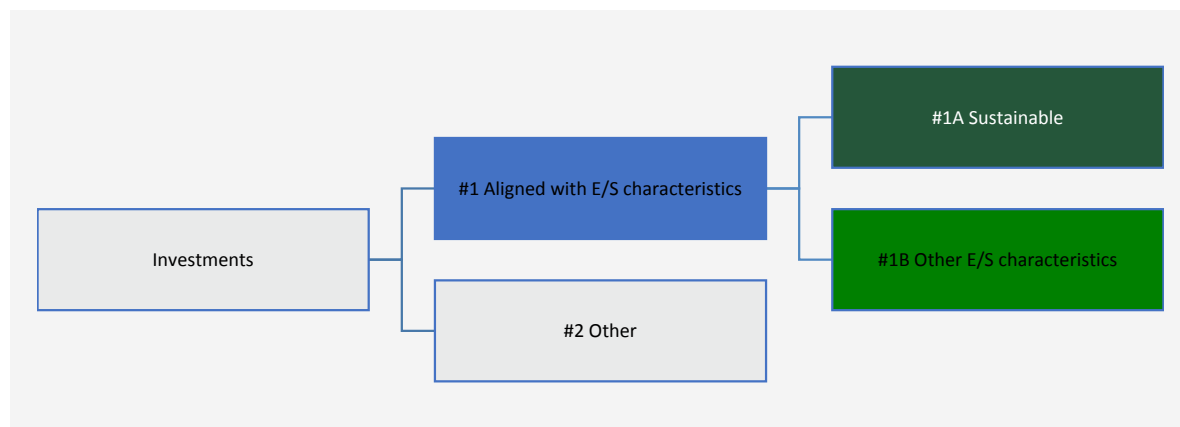 Investments
#1 Aligned with E/S characteristics
#2 Other
#1A Sustainable
#1B Other E/S characteristics